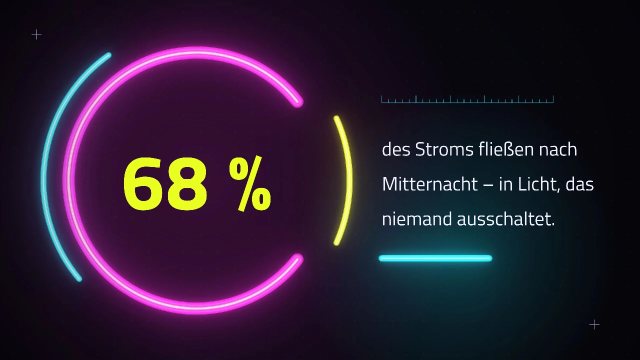 68 %
des Stroms fließen nach
Mitternacht – in Licht, das
niemand ausschaltet.